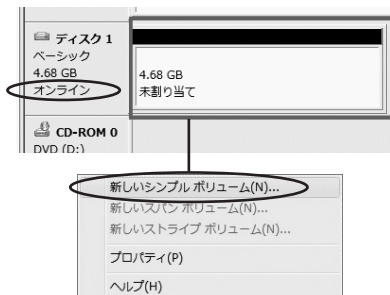 ディスク 1
ベーシック
4.68 GB
オンライン
4.68 GB
未割り当て
CD-ROM 0
DVD (D:)
新しいシンプル ボリューム(N)...
新しいスパン ボリューム(N)...
新しいストライプ ボリューム(N)...
プロパティ(P)
ヘルプ(H)